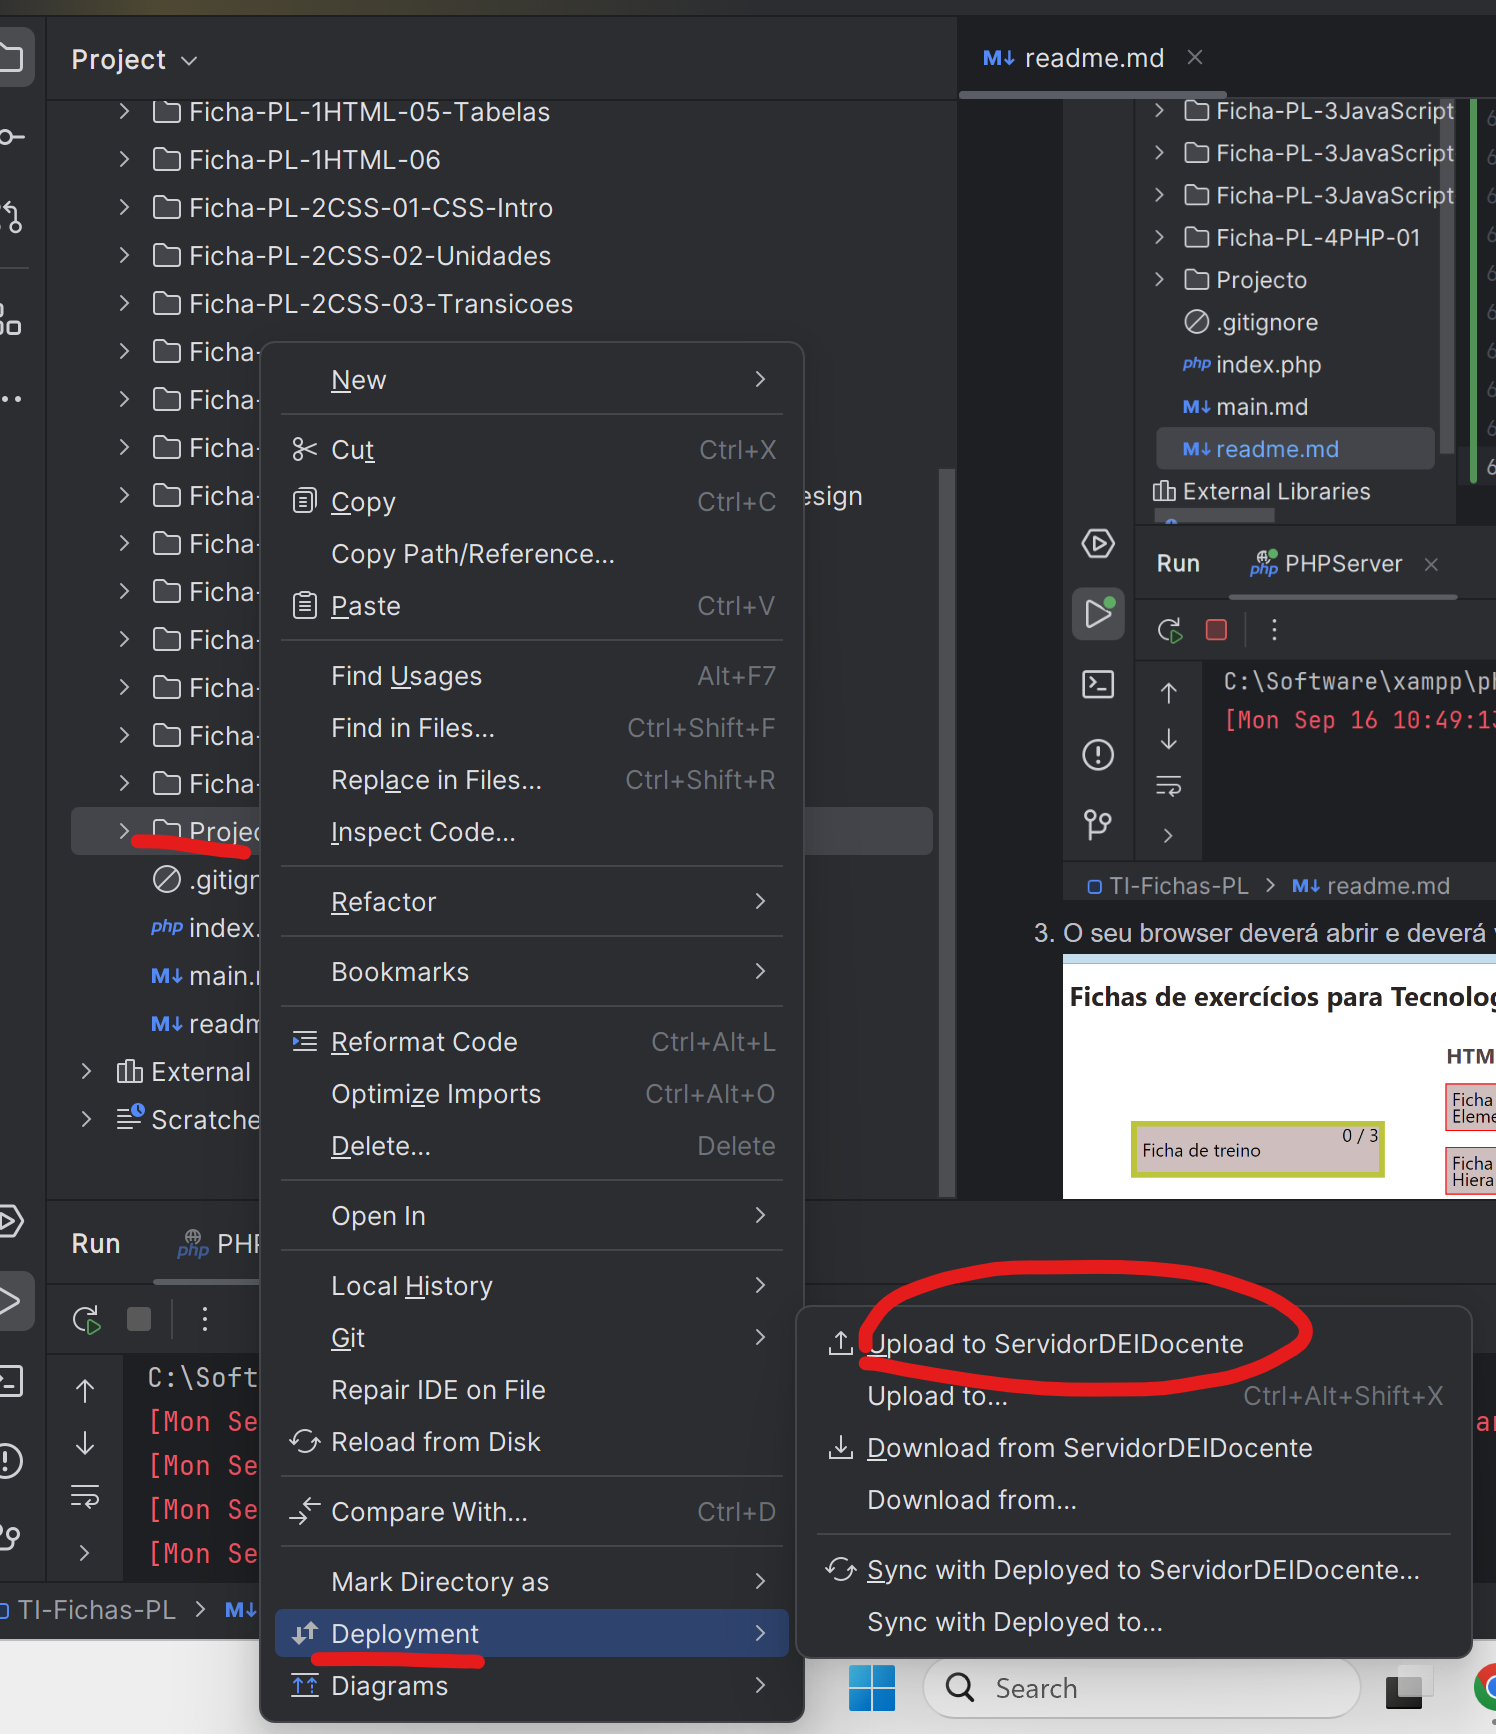 Project
Ficha-PL-1HTML-05-Tabelas
Ficha-PL-1HTML-06
Ficha-PL-2CSS-01-CSS-Intro
Ficha-PL-2CSS-02-Unidades
Ficha-PL-2CSS-03-Transicoes
Ficha-
Ficha-
Ficha-
Ficha- esign
Ficha-
Ficha-
Ficha-
Ficha-
Ficha-
Ficha-
Projec
.gitign
php index.
M↓ main.
M↓ readm
External
Scratche
New
Cut Ctrl+X
Copy Ctrl+C
Copy Path/Reference...
Paste Ctrl+V
Find Usages Alt+F7
Find in Files... Ctrl+Shift+F
Replace in Files... Ctrl+Shift+R
Inspect Code...
Refactor
Bookmarks
Reformat Code Ctrl+Alt+L
Optimize Imports Ctrl+Alt+O
Delete... Delete
Open In
Local History
Git
Repair IDE on File
Reload from Disk
Compare With... Ctrl+D
Mark Directory as
Deployment
Diagrams
Upload to ServidorDEIDocente
Upload to... Ctrl+Alt+Shift+X
Download from ServidorDEIDocente
Download from...
Sync with Deployed to ServidorDEIDocente...
Sync with Deployed to...
Run php PHP
C:\Soft
[Mon Se
[Mon Se
[Mon Se
[Mon Se
TI-Fichas-PL > M↓
M↓ readme.md
Ficha-PL-3JavaScript
Ficha-PL-3JavaScript
Ficha-PL-3JavaScript
Ficha-PL-4PHP-01
Projecto
.gitignore
php index.php
M↓ main.md
M↓ readme.md
External Libraries
Run php PHPServer
C:\Software\xampp\ph
[Mon Sep 16 10:49:13
TI-Fichas-PL > M↓ readme.md
3. O seu browser deverá abrir e deverá v
Fichas de exercícios para Tecnolog
HTM
Ficha de treino 0 / 3
Ficha
Eleme
Ficha
Hiera
Search